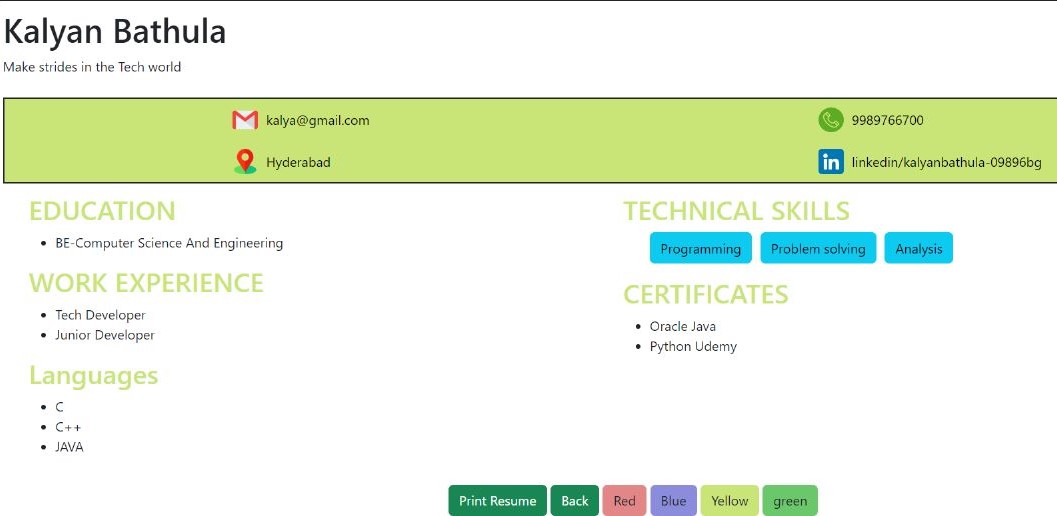 Kalyan Bathula
Make strides in the Tech world
kalya@gmail.com
9989766700
Hyderabad
linkedin/kalyanbathula-09896bg
EDUCATION
BE-Computer Science And Engineering
WORK EXPERIENCE
Tech Developer
Junior Developer
Languages
C
C++
JAVA
TECHNICAL SKILLS
Programming Problem solving Analysis
CERTIFICATES
Oracle Java
Python Udemy
Print Resume Back Red Blue Yellow green